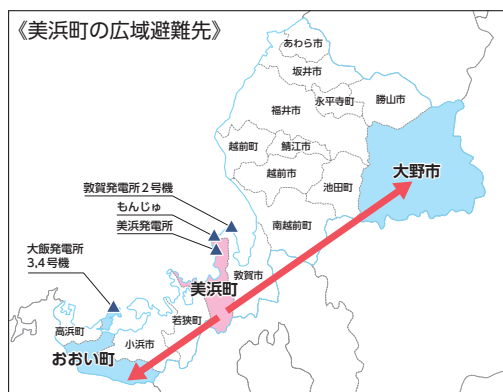 《美浜町の広域避難先》
あわら市
坂井市
永平寺町
勝山市
福井市
越前町
鯖江市
大野市
越前市
池田町
敦賀発電所2号機
もんじゅ
美浜発電所
南越前町
大飯発電所
3,4号機
敦賀市
美浜町
若狭町
高浜町
小浜市
おおい町